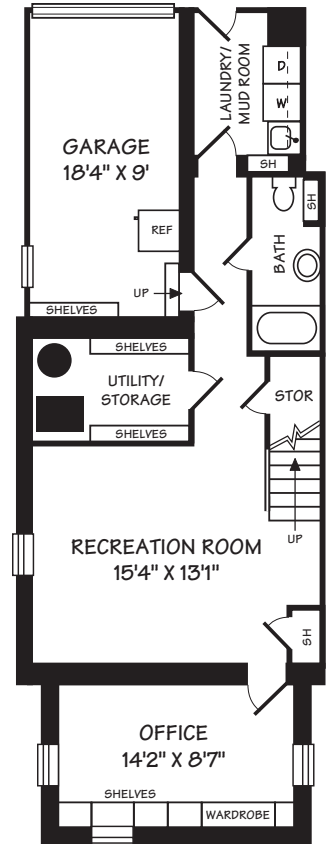 LAUNDRY/
MUD ROOM
D
W
SH
GARAGE
18'4" X 9'
REF
SH
BATH
UP
SHELVES
SHELVES
UTILITY/
STORAGE
SHELVES
STOR
UP
RECREATION ROOM
15'4" X 13'1"
SH
OFFICE
14'2" X 8'7"
SHELVES
WARDROBE